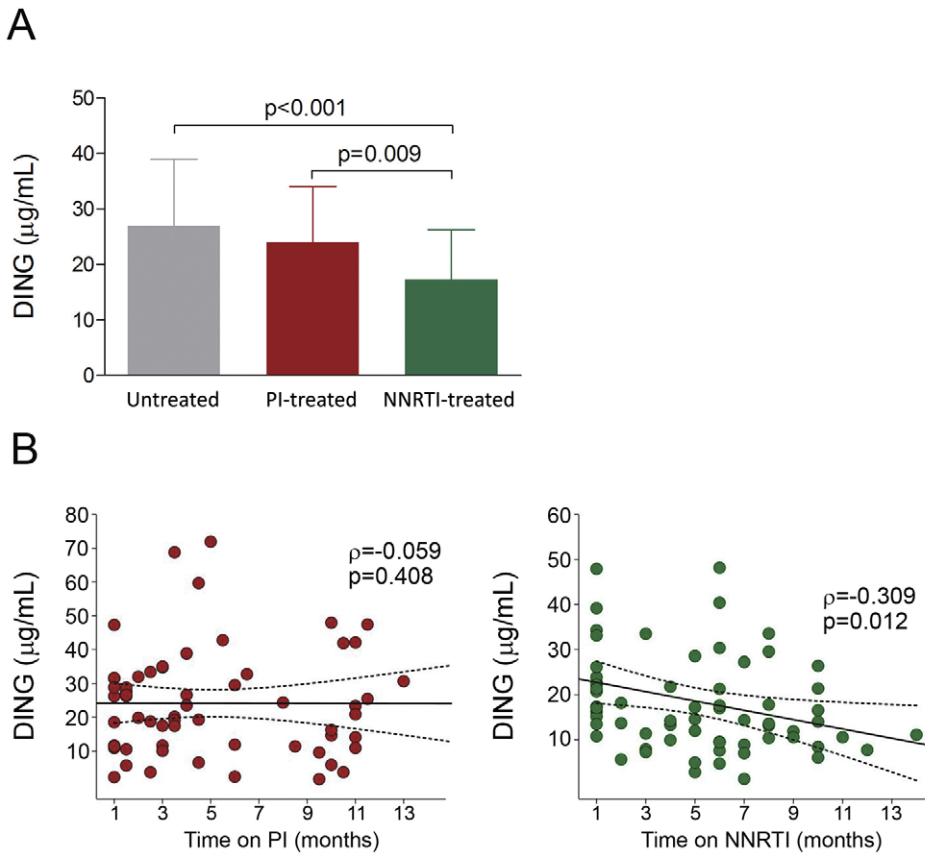 A
50
40
30
20
10
0
DING (μg/mL)
p<0.001
p=0.009
Untreated PI-treated NNRTI-treated
B
80
70
60
50
40
30
20
10
DING (μg/mL)
ρ=-0.059
p=0.408
1 3 5 7 9 11 13
Time on PI (months)
60
50
40
30
20
10
DING (μg/mL)
ρ=-0.309
p=0.012
1 3 5 7 9 11 13
Time on NNRTI (months)